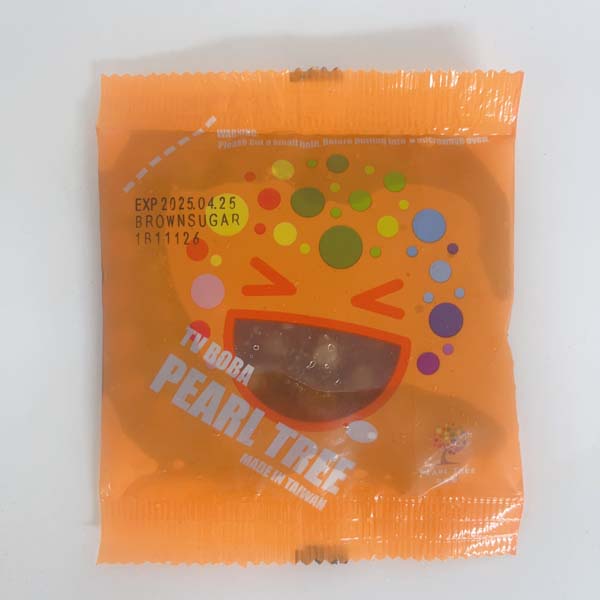 WARNING:
Please cut a small hole. Before putting into a microwave oven.
EXP 2025.04.25
BROWNSUGAR
1B11126
TV BOBA
PEARL TREE
MADE IN TAIWAN
PEARL TREE